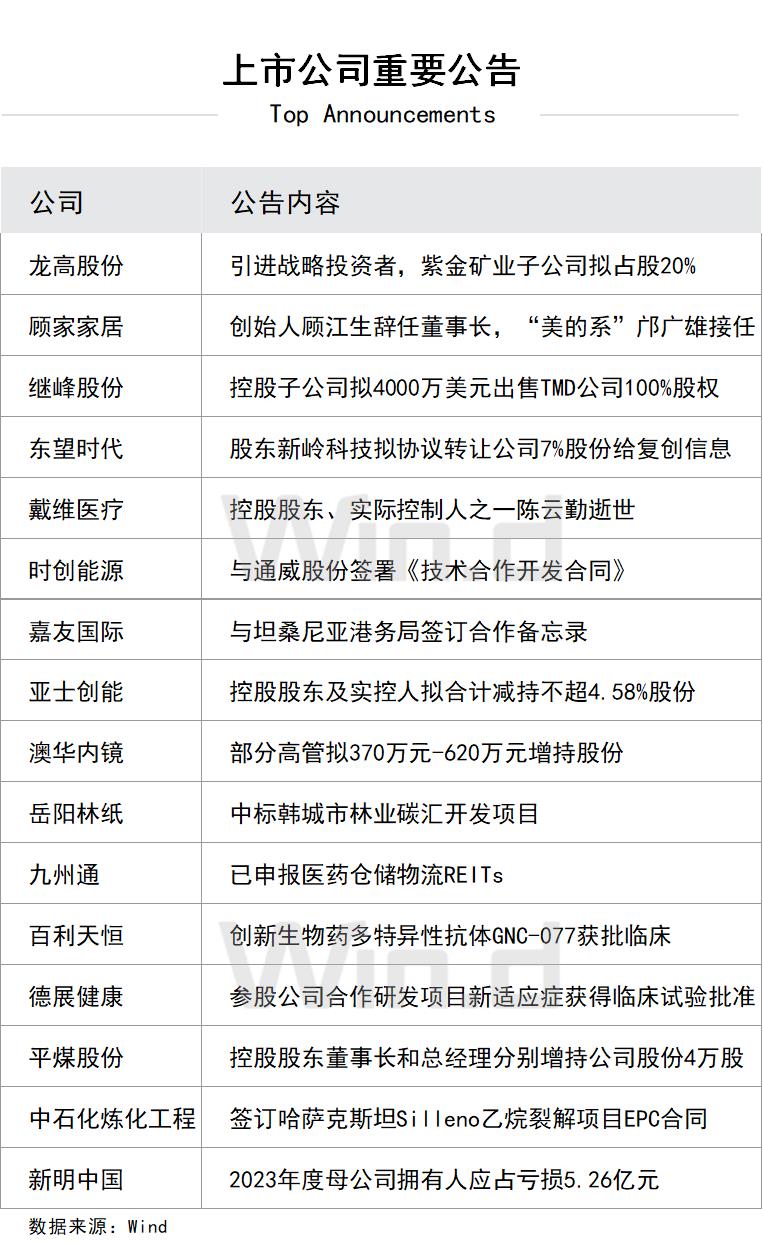 上市公司重要公告
Top Announcements
公司 公告内容
龙高股份 引进战略投资者，紫金矿业子公司拟占股20%
顾家家居 创始人顾江生辞任董事长，“美的系”邝广雄接任
继峰股份 控股子公司拟4000万美元出售TMD公司100%股权
东望时代 股东新岭科技拟协议转让公司7%股份给复创信息
戴维医疗 控股股东、实际控制人之一陈云勤逝世
时创能源 与通威股份签署《技术合作开发合同》
嘉友国际 与坦桑尼亚港务局签订合作备忘录
亚士创能 控股股东及实控人拟合计减持不超4.58%股份
澳华内镜 部分高管拟370万元-620万元增持股份
岳阳林纸 中标韩城市林业碳汇开发项目
九州通 已申报医药仓储物流REITs
百利天恒 创新生物药多特异性抗体GNC-077获批临床
德展健康 参股公司合作研发项目新适应症获得临床试验批准
平煤股份 控股股东董事长和总经理分别增持公司股份4万股
中石化炼化工程 签订哈萨克斯坦Silleno乙烷裂解项目EPC合同
新明中国 2023年度母公司拥有人应占亏损5.26亿元
数据来源：Wind
Win.d
Win.d